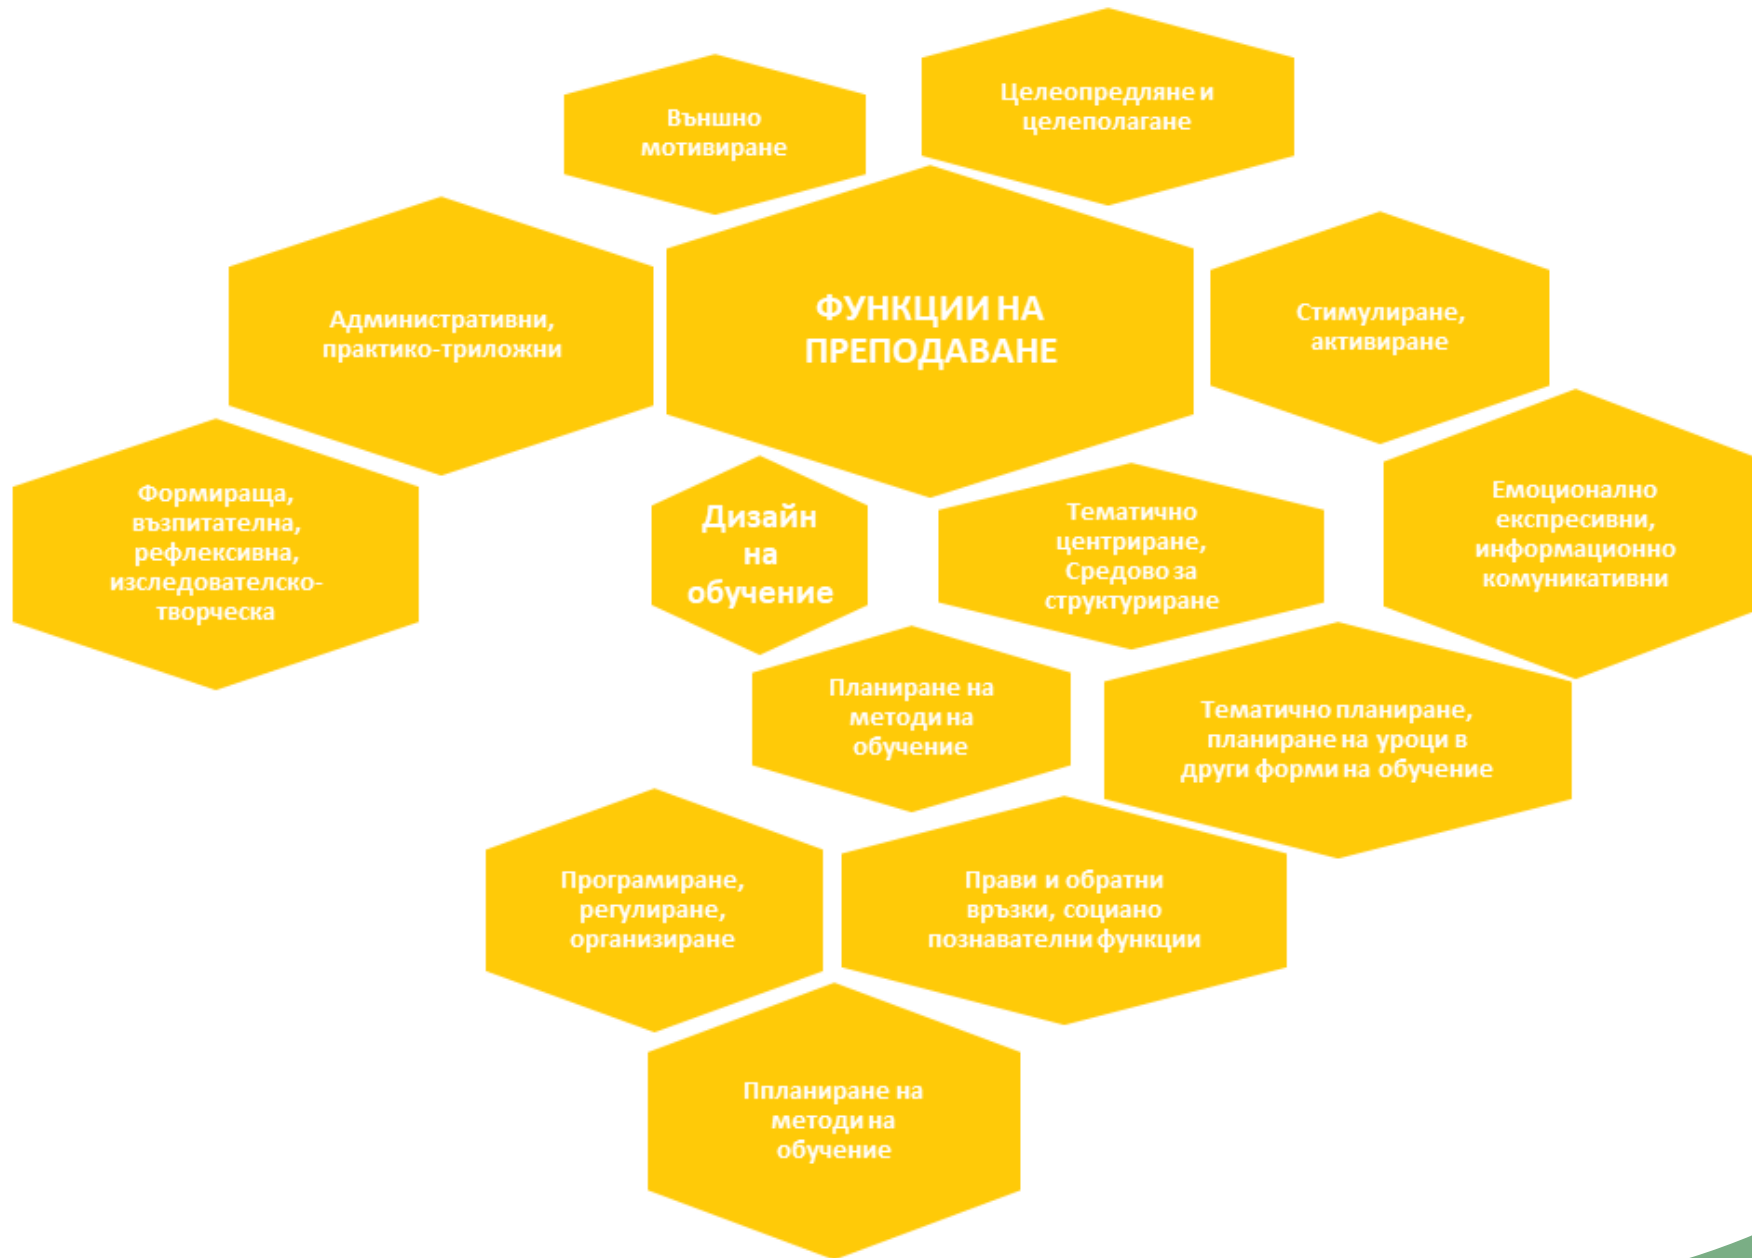 Външно
мотивиране
Целеопредляне и
целеполагане
Административни,
практико-триложни
ФУНКЦИИ НА
ПРЕПОДАВАНЕ
Стимулиране,
активиране
Формираща,
възпитателна,
рефлексивна,
изследователско-
творческа
Дизайн
на
обучение
Тематично
центриране,
Средово за
структуриране
Емоционално
експресивни,
информационно
комуникативни
Планиране на
методи на
обучение
Тематично планиране,
планиране на уроци в
други форми на обучение
Програмиране,
регулиране,
организиране
Прави и обратни
връзки, социано
познавателни функции
Ппланиране на
методи на
обучение